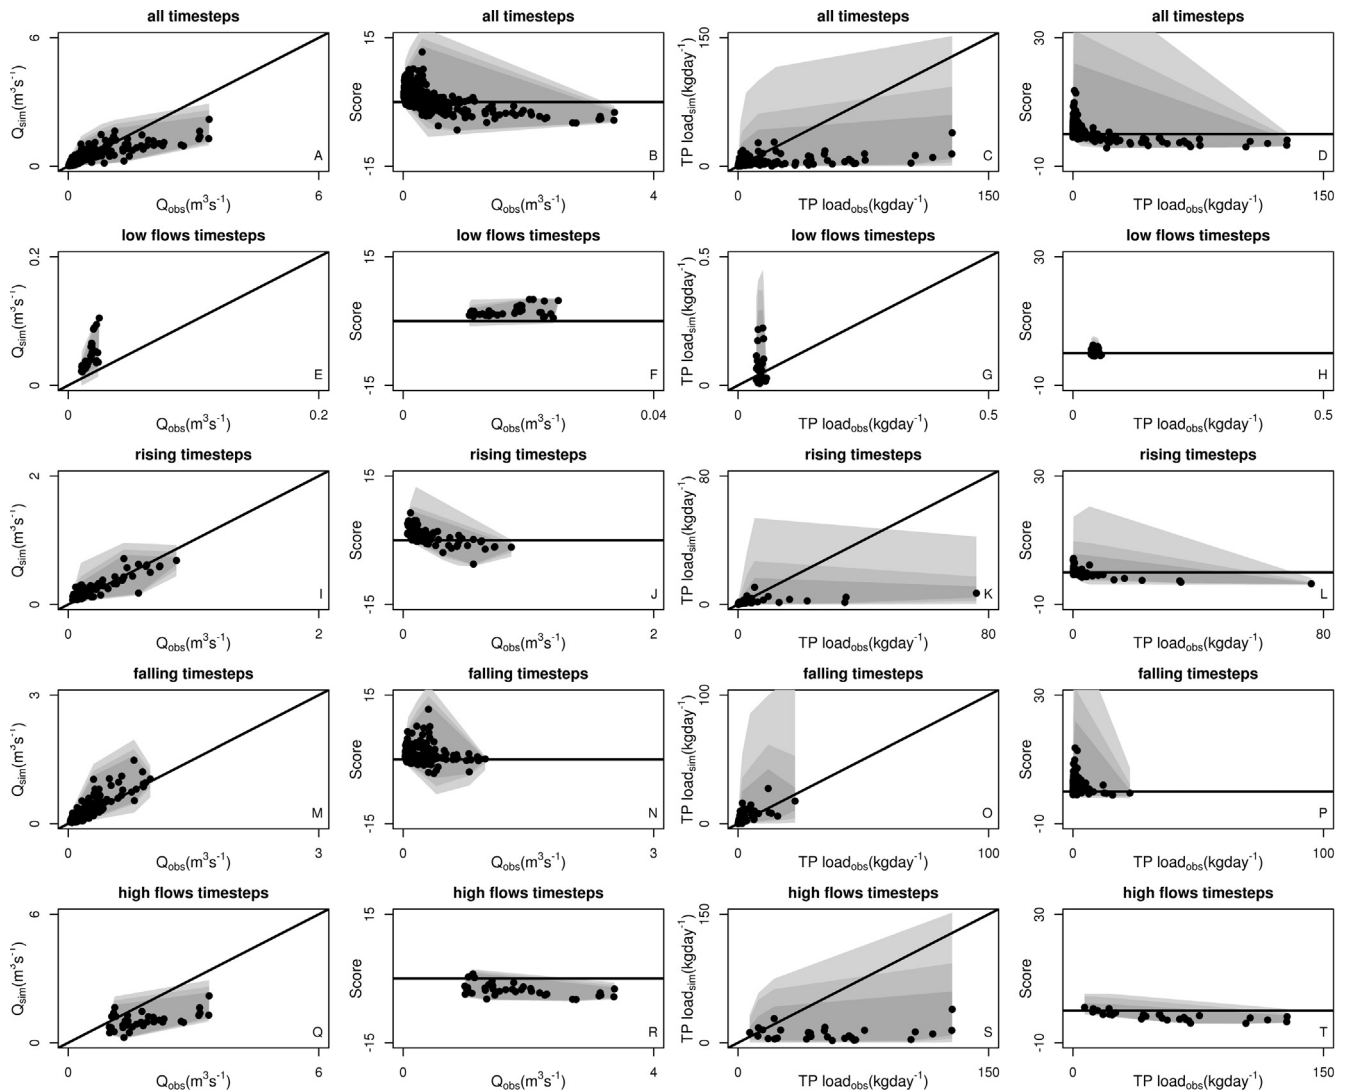 all timesteps
6
0
Qsim(m³s⁻¹)
A
0
6
Qobs(m³s⁻¹)
all timesteps
15
-15
Score
B
0
4
Qobs(m³s⁻¹)
all timesteps
150
0
TP loadsim(kgday⁻¹)
C
0
150
TP loadobs(kgday⁻¹)
all timesteps
30
-10
Score
D
0
150
TP loadobs(kgday⁻¹)
low flows timesteps
0.2
0
Qsim(m³s⁻¹)
E
0
0.2
Qobs(m³s⁻¹)
low flows timesteps
15
-15
Score
F
0
0.04
Qobs(m³s⁻¹)
low flows timesteps
0.5
0
TP loadsim(kgday⁻¹)
G
0
0.5
TP loadobs(kgday⁻¹)
low flows timesteps
30
-10
Score
H
0
0.5
TP loadobs(kgday⁻¹)
rising timesteps
2
0
Qsim(m³s⁻¹)
I
0
2
Qobs(m³s⁻¹)
rising timesteps
15
-15
Score
J
0
2
Qobs(m³s⁻¹)
rising timesteps
80
0
TP loadsim(kgday⁻¹)
K
0
80
TP loadobs(kgday⁻¹)
rising timesteps
30
-10
Score
L
0
80
TP loadobs(kgday⁻¹)
falling timesteps
3
0
Qsim(m³s⁻¹)
M
0
3
Qobs(m³s⁻¹)
falling timesteps
15
-15
Score
N
0
3
Qobs(m³s⁻¹)
falling timesteps
100
0
TP loadsim(kgday⁻¹)
O
0
100
TP loadobs(kgday⁻¹)
falling timesteps
30
-10
Score
P
0
100
TP loadobs(kgday⁻¹)
high flows timesteps
6
0
Qsim(m³s⁻¹)
Q
0
6
Qobs(m³s⁻¹)
high flows timesteps
15
-15
Score
R
0
4
Qobs(m³s⁻¹)
high flows timesteps
150
0
TP loadsim(kgday⁻¹)
S
0
150
TP loadobs(kgday⁻¹)
high flows timesteps
30
-10
Score
T
0
150
TP loadobs(kgday⁻¹)